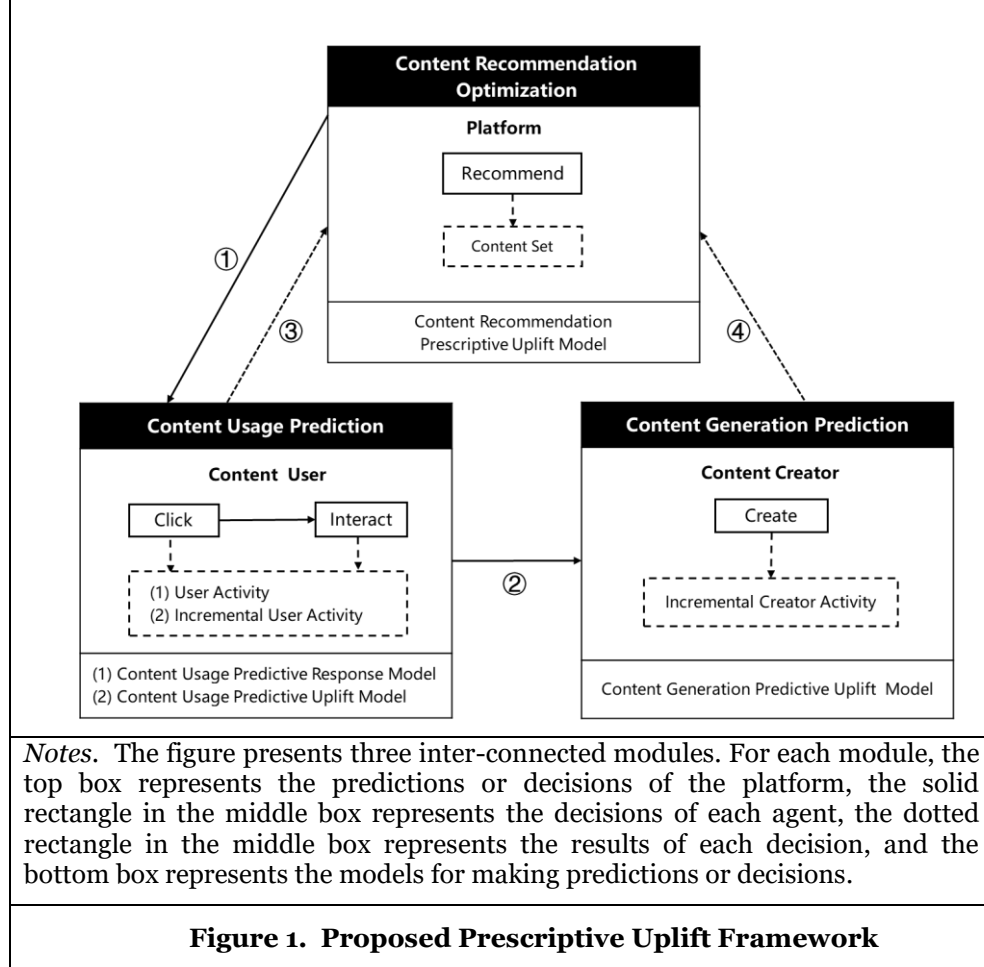 Content Recommendation
Optimization
Platform
Recommend
Content Set
Content Recommendation
Prescriptive Uplift Model
①
③
④
Content Usage Prediction
Content User
Click
Interact
(1) User Activity
(2) Incremental User Activity
(1) Content Usage Predictive Response Model
(2) Content Usage Predictive Uplift Model
②
Content Generation Prediction
Content Creator
Create
Incremental Creator Activity
Content Generation Predictive Uplift Model
Notes. The figure presents three inter-connected modules. For each module, the
top box represents the predictions or decisions of the platform, the solid
rectangle in the middle box represents the decisions of each agent, the dotted
rectangle in the middle box represents the results of each decision, and the
bottom box represents the models for making predictions or decisions.
Figure 1. Proposed Prescriptive Uplift Framework